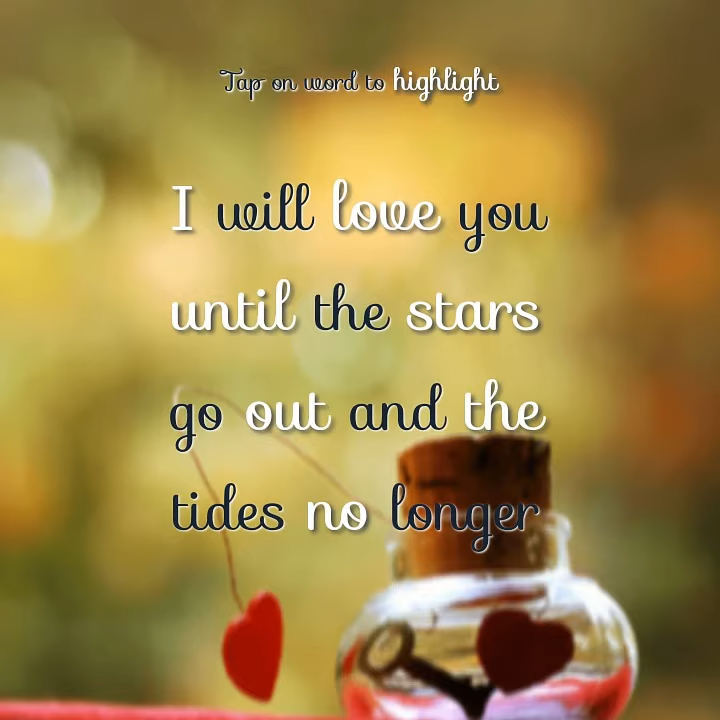 Tap on word to highlight
I will love you
until the stars
go out and the
tides no longer